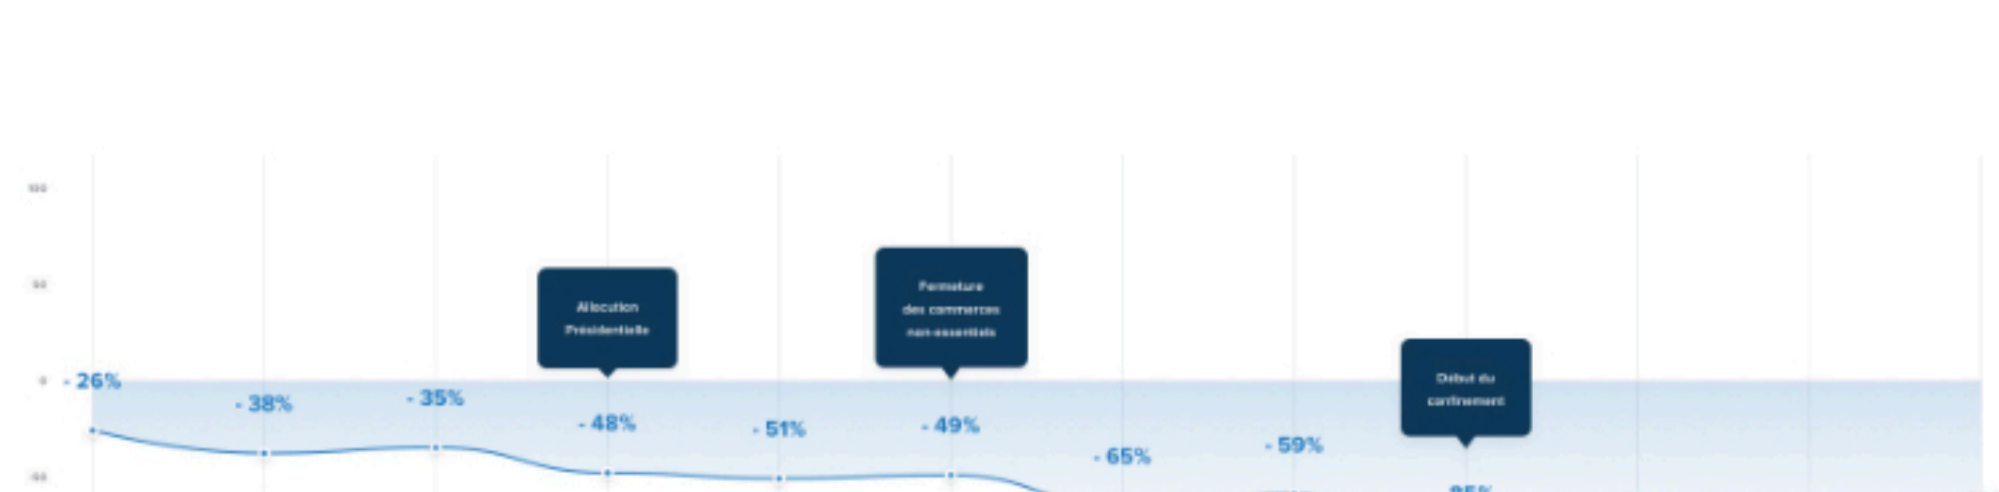 100
50
Fermeture
des commerces
non-essentiels
Allocution
Présidentielle
Début du
confinement
0
- 26%
- 38%
- 35%
- 48%
- 51%
- 49%
- 65%
- 59%
-50